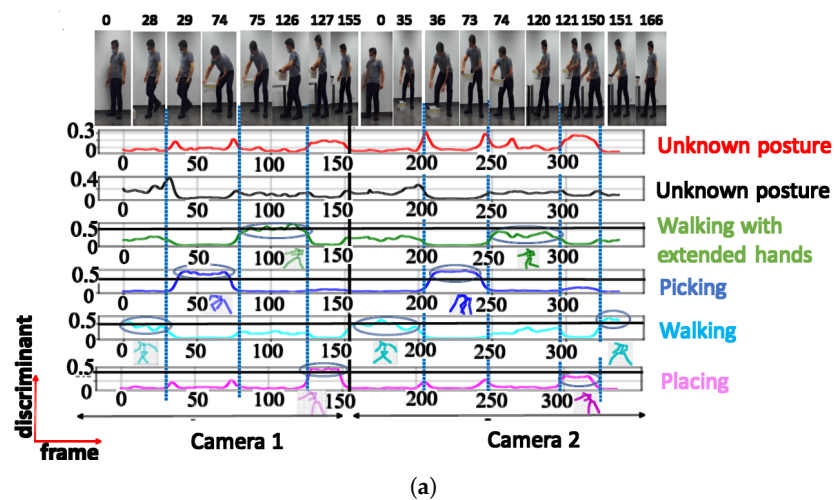 0 28 29 74 75 126 127 155 0 35 36 73 74 120 121 150 151 166
0.3
0
0 50 100 150 200 250 300
Unknown posture
0.4
0
0 50 100 150 200 250 300
Unknown posture
0.5
0
0 50 100 150 200 250 300
Walking with
extended hands
0.5
0
0 50 100 150 200 250 300
Picking
0.5
0
0 50 100 150 200 250 300
Walking
0.5
0
0 50 100 150 200 250 300
Placing
discriminant
frame
Camera 1
Camera 2
(a)